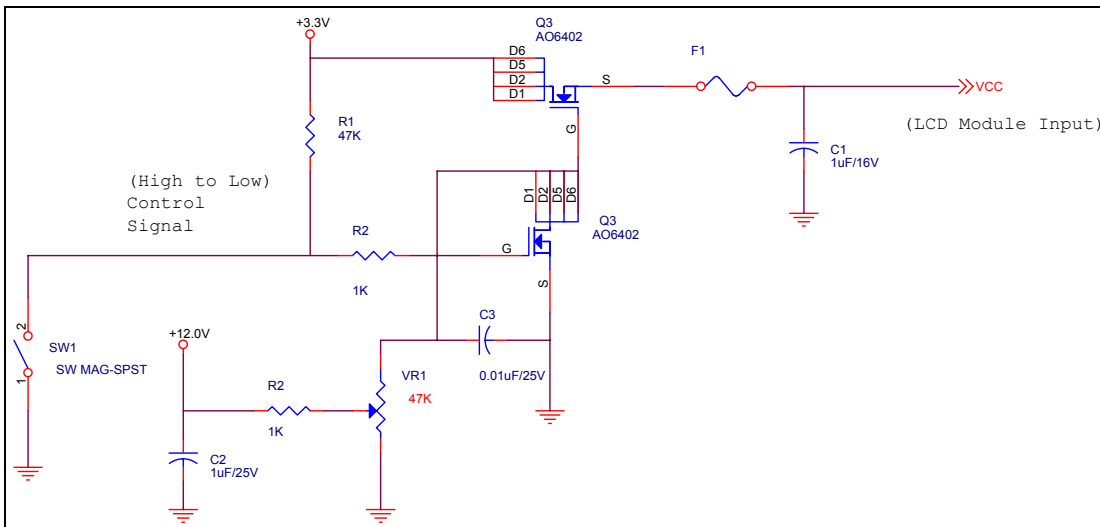 +3.3V
Q3
AO6402
D6
D5
D2
D1
S
G
F1
VCC
(LCD Module Input)
R1
47K
C1
1uF/16V
(High to Low)
Control
Signal
D1
D2
D5
D6
Q3
AO6402
R2
1K
G
S
2
1
SW1
SW MAG-SPST
+12.0V
C3
0.01uF/25V
R2
1K
VR1
47K
C2
1uF/25V